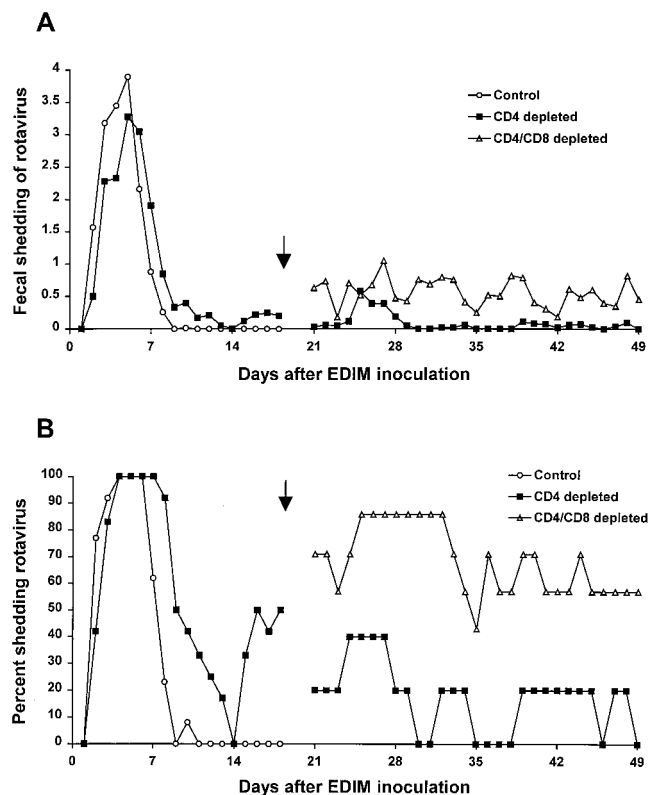 A
4
3.5
3
2.5
2
1.5
1
0.5
0
Fecal shedding of rotavirus
Control
CD4 depleted
CD4/CD8 depleted
0 7 14 21 28 35 42 49
Days after EDIM inoculation
B
100
90
80
70
60
50
40
30
20
10
0
Percent shedding rotavirus
Control
CD4 depleted
CD4/CD8 depleted
0 7 14 21 28 35 42 49
Days after EDIM inoculation